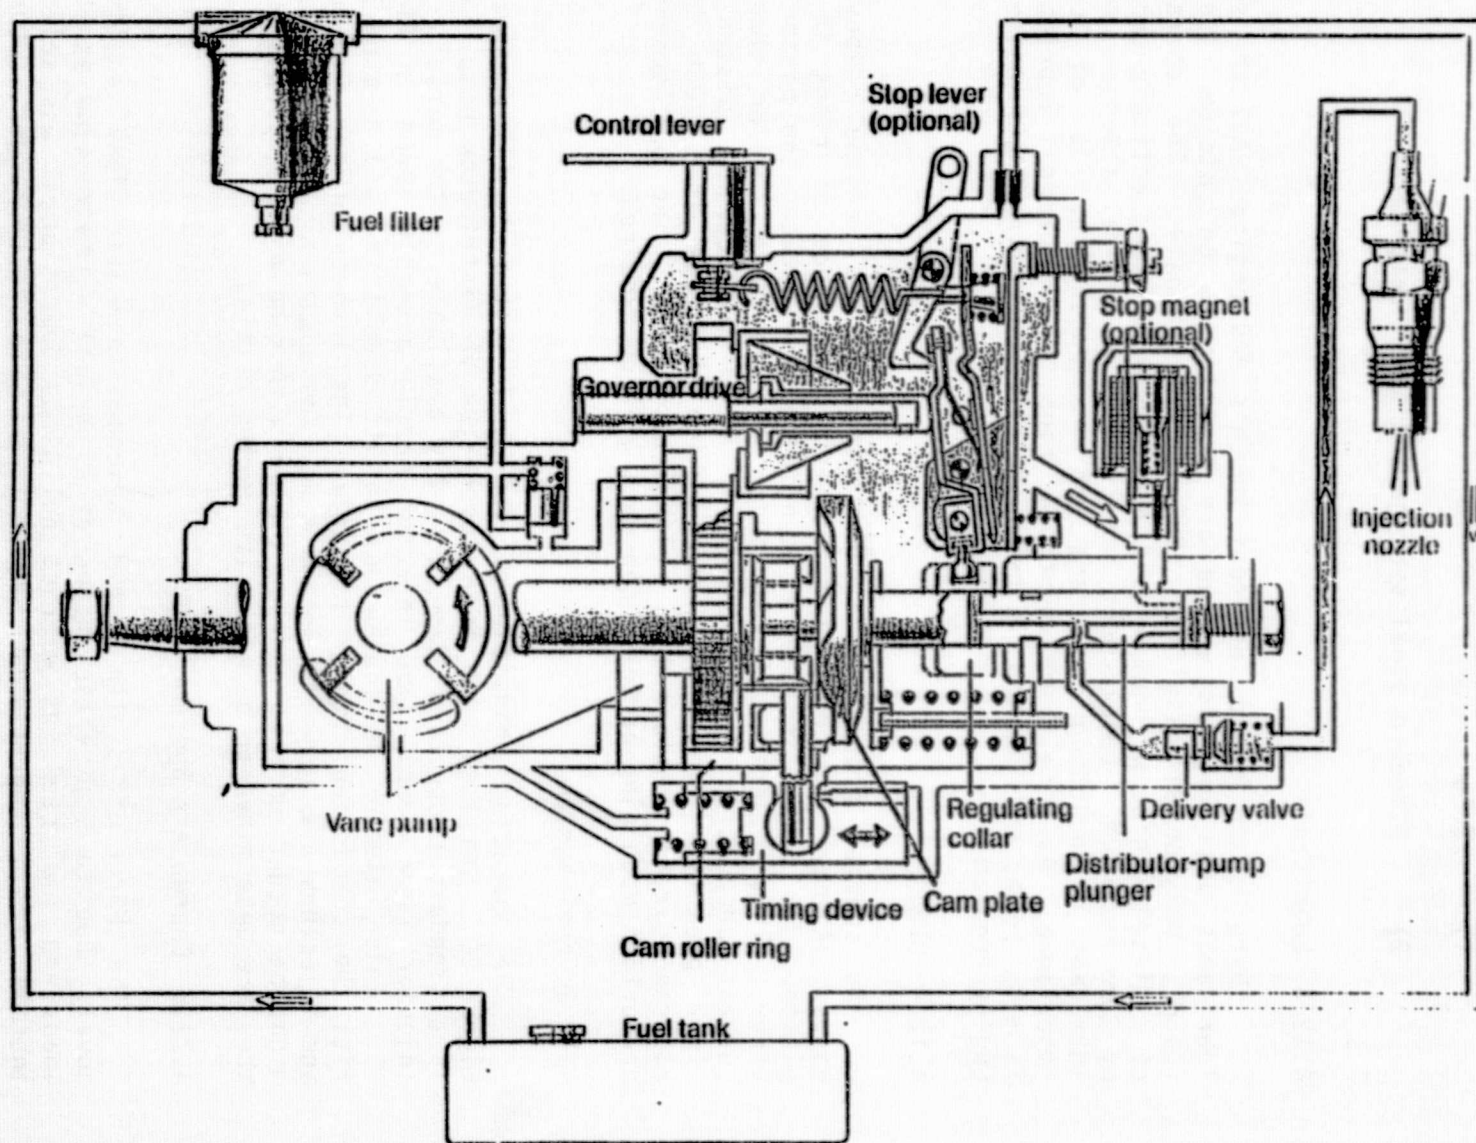 Stop lever
(optional)
Control lever
Fuel filter
Stop magnet
(optional)
Governor drive
Injection
nozzle
Vane pump
Regulating
collar
Delivery valve
Distributor-pump
plunger
Timing device
Cam plate
Cam roller ring
Fuel tank